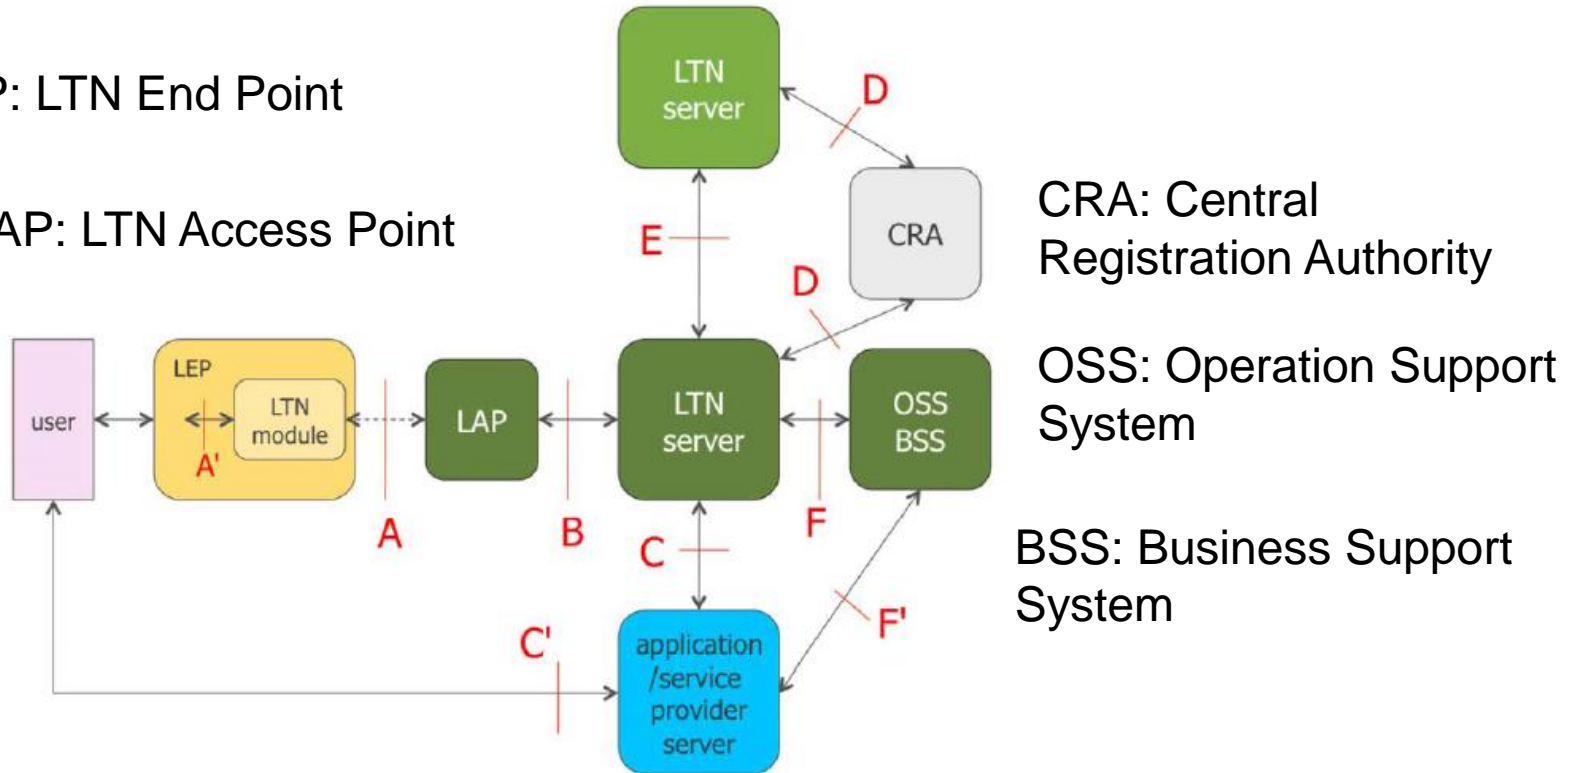 P: LTN End Point
AP: LTN Access Point
LTN
server
D
CRA
E
D
CRA: Central
Registration Authority
OSS: Operation Support
System
BSS: Business Support
System
user
LEP
LTN
module
A'
A
LAP
B
LTN
server
F
OSS
BSS
C
F'
C'
application
/service
provider
server